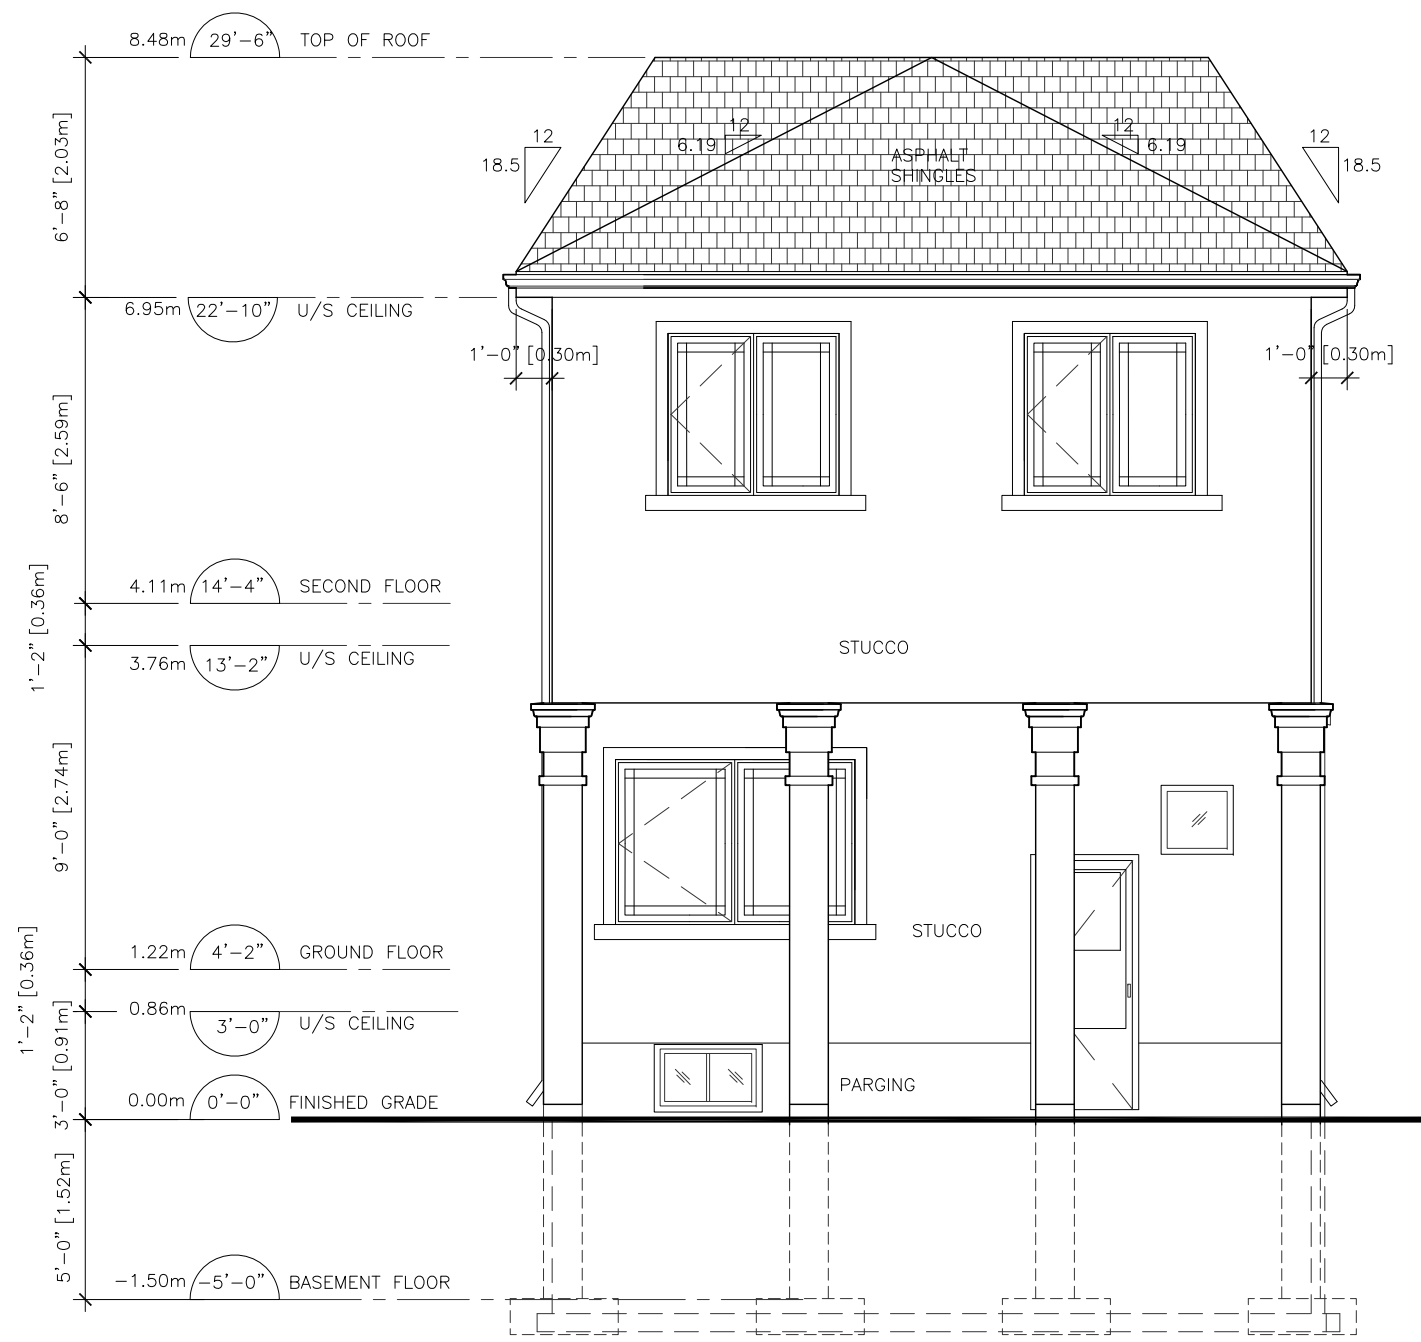 8.48m 29'-6" TOP OF ROOF
6'-8" [2.03m]
12
18.5
12
6.19
ASPHALT
SHINGLES
12
6.19
12
18.5
6.95m 22'-10" U/S CEILING
1'-0" [0.30m]
1'-0" [0.30m]
8'-6" [2.59m]
4.11m 14'-4" SECOND FLOOR
1'-2" [0.36m]
3.76m 13'-2" U/S CEILING
STUCCO
9'-0" [2.74m]
STUCCO
1.22m 4'-2" GROUND FLOOR
1'-2" [0.36m]
0.86m 3'-0" U/S CEILING
3'-0" [0.91m]
PARGING
0.00m 0'-0" FINISHED GRADE
5'-0" [1.52m]
-1.50m -5'-0" BASEMENT FLOOR